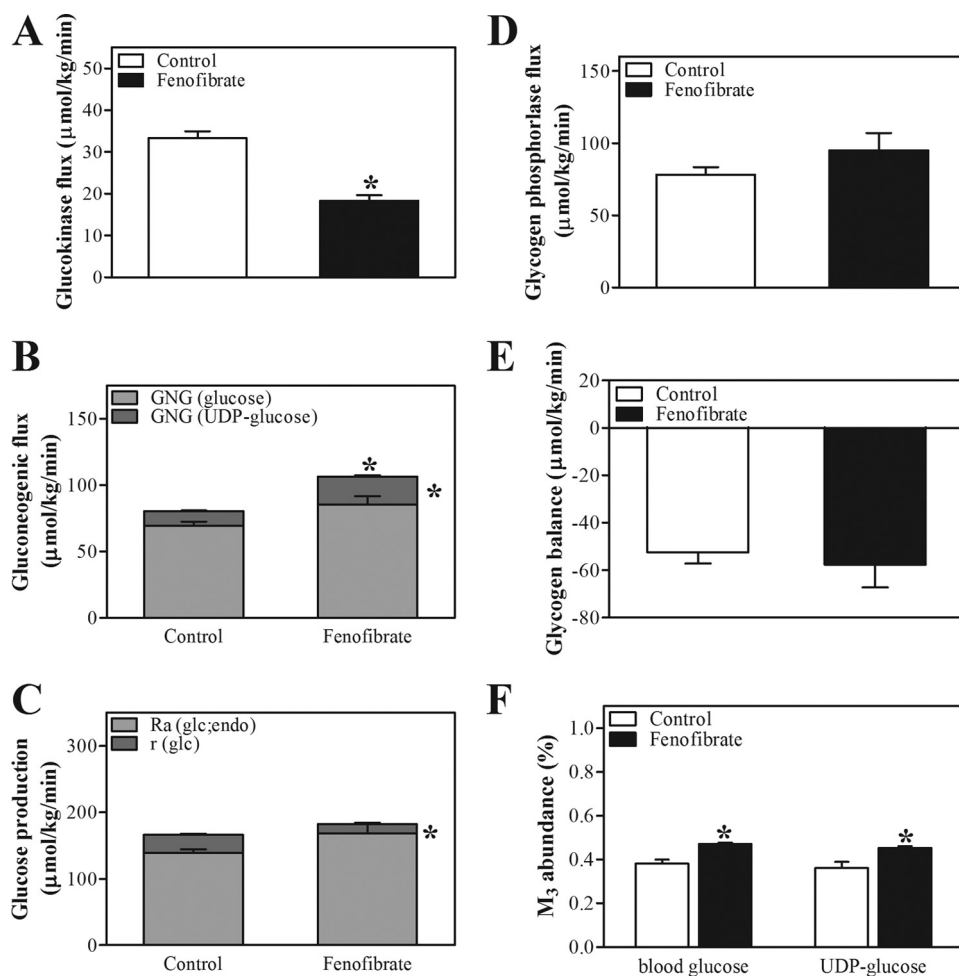 A
Glucokinase flux (μmol/kg/min)
50
40
30
20
10
0
Control
Fenofibrate
*
B
Gluconeogenic flux
(μmol/kg/min)
150
100
50
0
GNG (glucose)
GNG (UDP-glucose)
*
*
Control
Fenofibrate
C
Glucose production
(μmol/kg/min)
300
200
100
0
Ra (glc;endo)
r (glc)
*
Control
Fenofibrate
D
Glycogen phosphorlase flux
(μmol/kg/min)
150
100
50
0
Control
Fenofibrate
E
Glycogen balance (μmol/kg/min)
20
0
-20
-40
-60
-80
Control
Fenofibrate
F
M₃ abundance (%)
1.0
0.8
0.6
0.4
0.2
0.0
Control
Fenofibrate
*
*
blood glucose
UDP-glucose